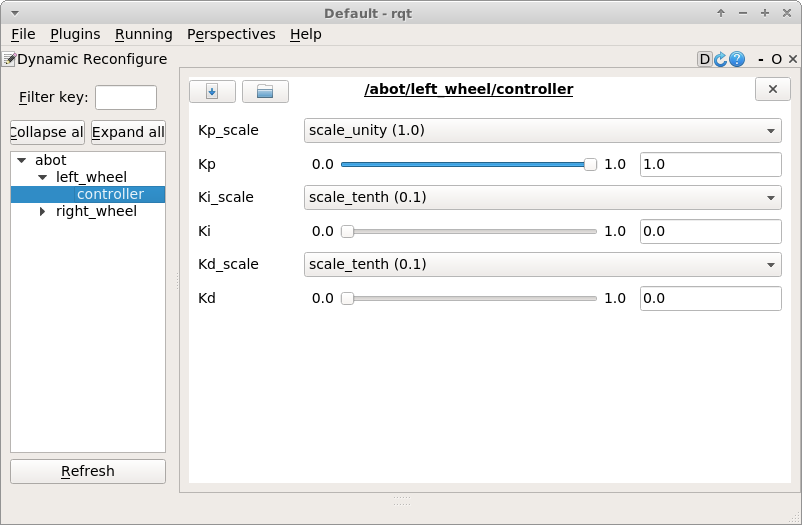 Default - rqt
File Plugins Running Perspectives Help
Dynamic Reconfigure D ? - O ×
Filter key:
Collapse all Expand all
abot
left_wheel
controller
right_wheel
Refresh
/abot/left_wheel/controller
Kp_scale scale_unity (1.0)
Kp 0.0 1.0 1.0
Ki_scale scale_tenth (0.1)
Ki 0.0 1.0 0.0
Kd_scale scale_tenth (0.1)
Kd 0.0 1.0 0.0